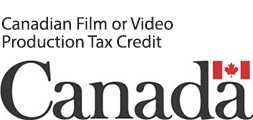 Canadian Film or Video
Production Tax Credit
Canada